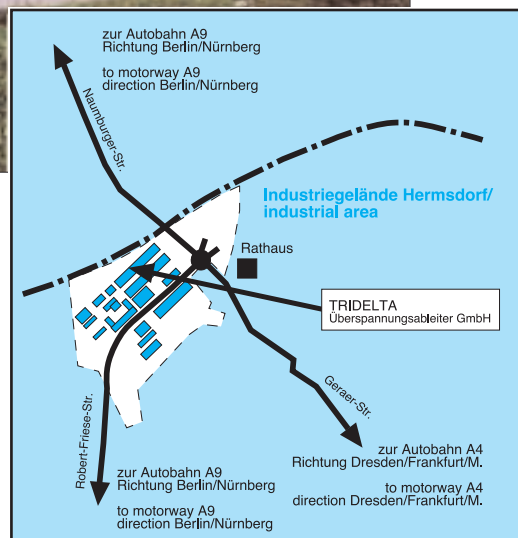 zur Autobahn A9
Richtung Berlin/Nürnberg
to motorway A9
direction Berlin/Nürnberg
Naumburger-Str.
Industriegelände Hermsdorf/
industrial area
Rathaus
TRIDELTA
Überspannungsableiter GmbH
Geraer-Str.
Robert-Friese-Str.
zur Autobahn A9
Richtung Berlin/Nürnberg
to motorway A9
direction Berlin/Nürnberg
zur Autobahn A4
Richtung Dresden/Frankfurt/M.
to motorway A4
direction Dresden/Frankfurt/M.